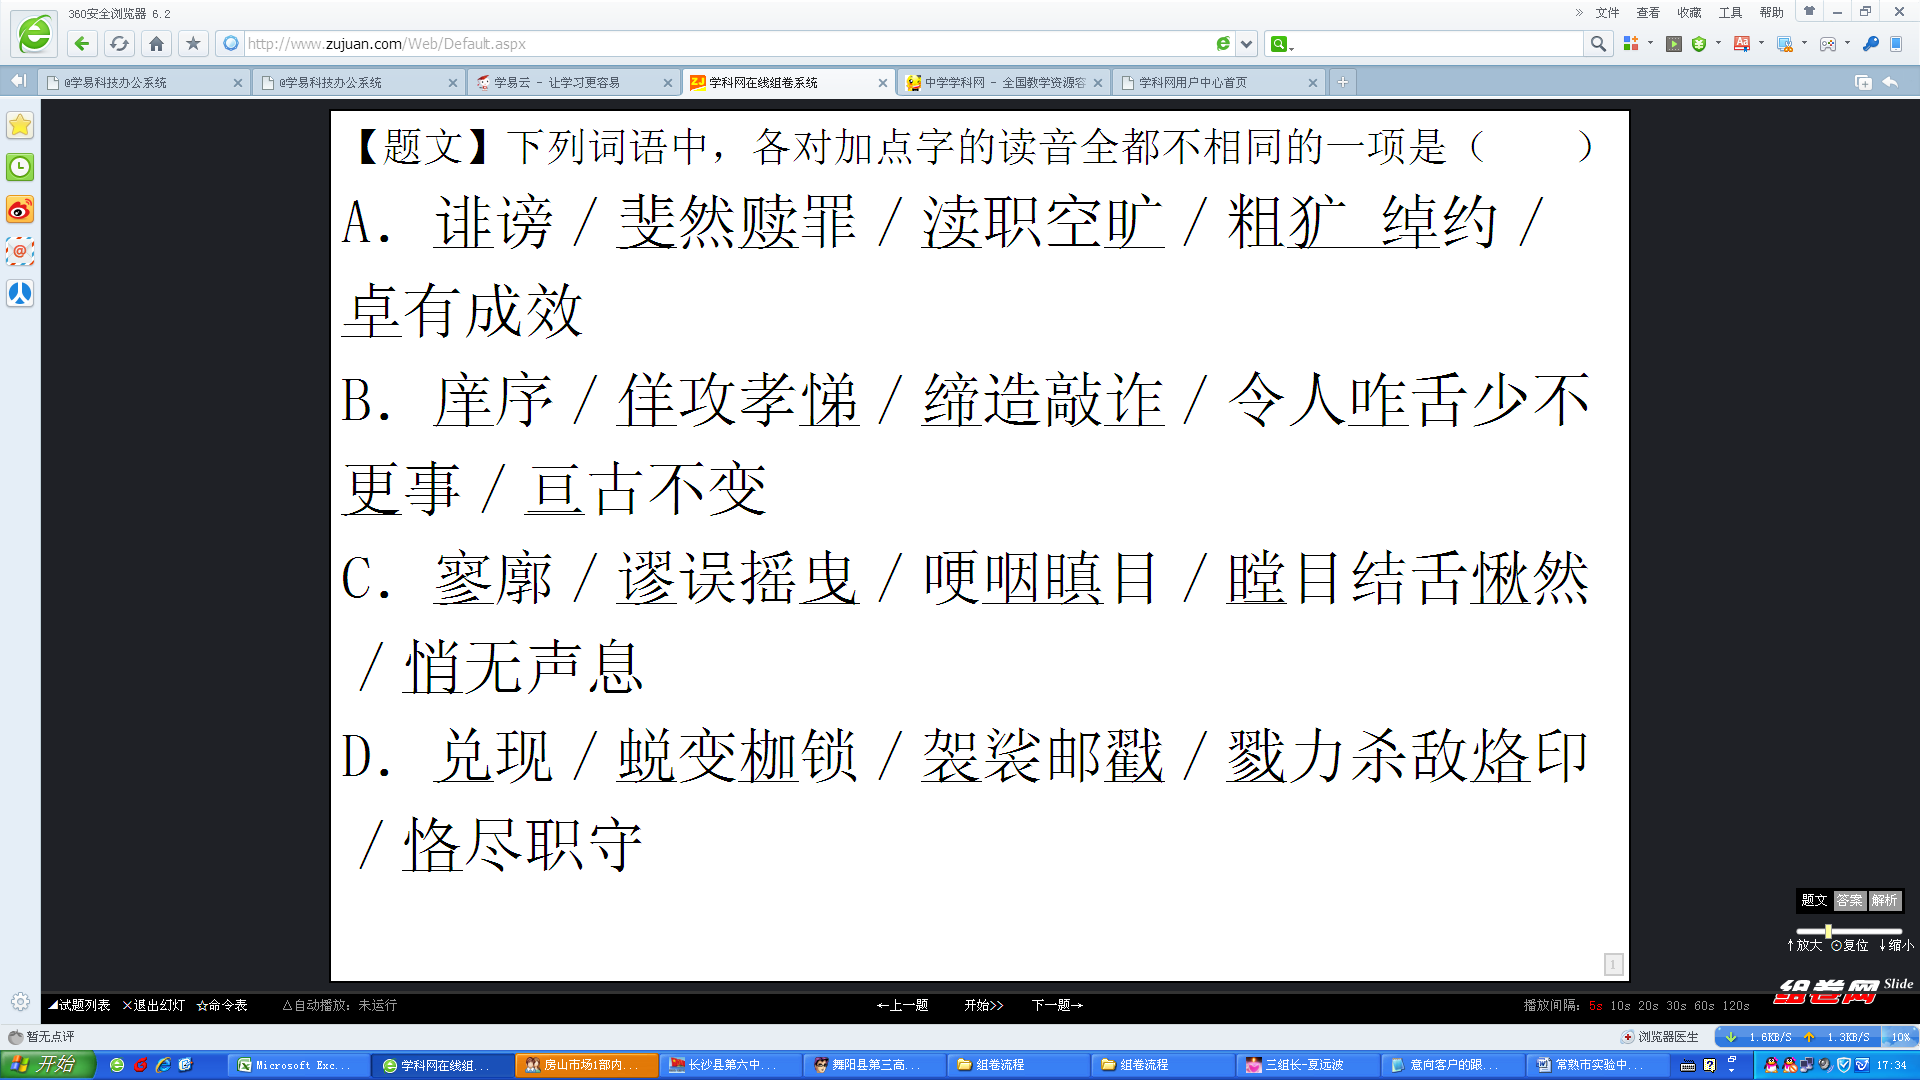 360安全浏览器 6.2
» 文件 查看 收藏 工具 帮助
http://www.zujuan.com/Web/Default.aspx
@学易科技办公系统
@学易科技办公系统
学易云 - 让学习更容易
学科网在线组卷系统
中学学科网 - 全国教学资源容
学科网用户中心首页
【题文】下列词语中，各对加点字的读音全都不相同的一项是（　　）
A．诽谤／斐然赎罪／渎职空旷／粗犷 绰约／
卓有成效
B．庠序／佯攻孝悌／缔造敲诈／令人咋舌少不
更事／亘古不变
C．寥廓／谬误摇曳／哽咽瞋目／瞠目结舌愀然
／悄无声息
D．兑现／蜕变枷锁／袈裟邮戳／戮力杀敌烙印
／恪尽职守
1
题文 答案 解析
↑放大 ⊙复位 ↓缩小
组卷网 Slide
◢试题列表 ×退出幻灯 ☆命令表 △自动播放: 未运行 ←上一题 开始>> 下一题→ 播放间隔: 5s 10s 20s 30s 60s 120s
暂无点评 浏览器医生 1.6KB/S 1.3KB/S 10%
开始 Microsoft Exc... 学科网在线组... 房山市场1部内... 长沙县第六中... 舞阳县第三高... 组卷流程 组卷流程 三组长-夏远波 意向客户的跟... 常熟市实验中... 17:34